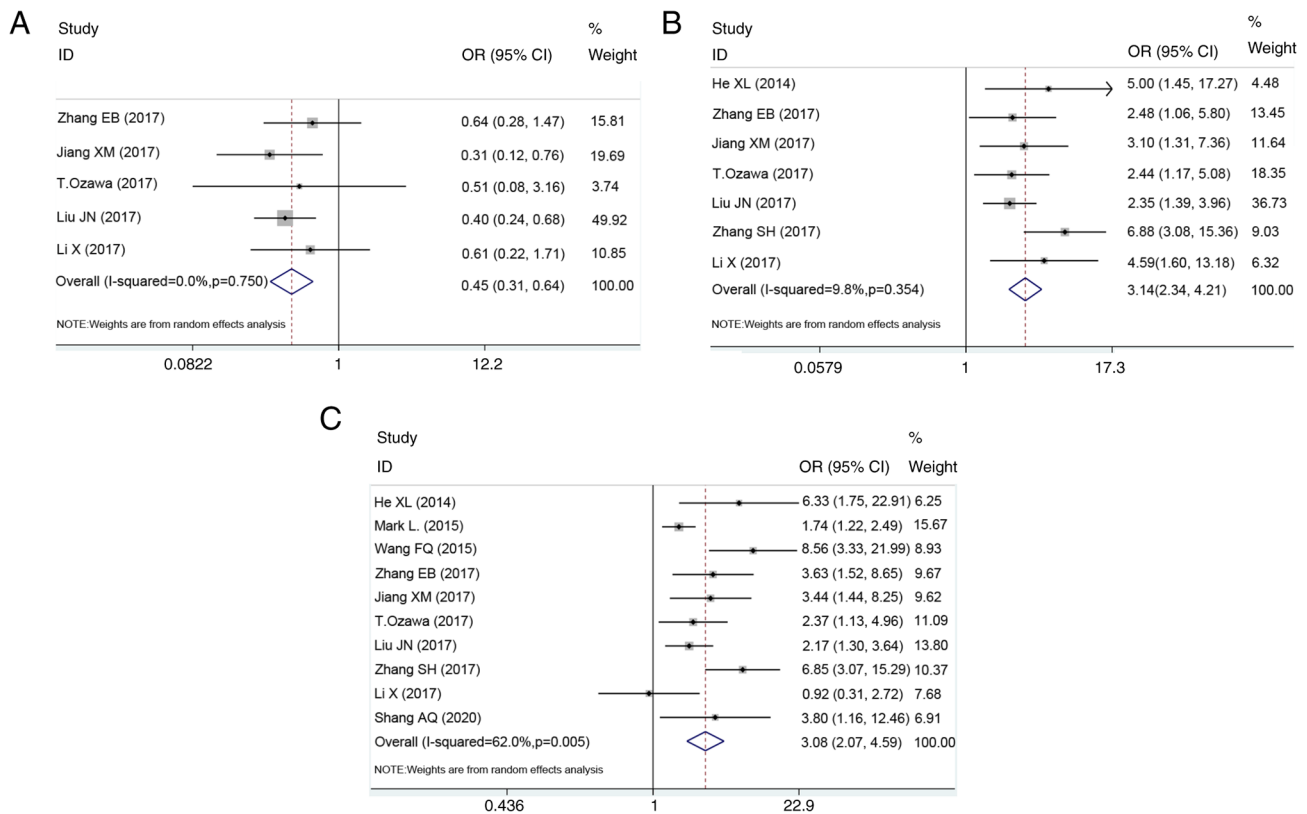 A
Study %
ID OR (95% CI) Weight
Zhang EB (2017) 0.64 (0.28, 1.47) 15.81
Jiang XM (2017) 0.31 (0.12, 0.76) 19.69
T.Ozawa (2017) 0.51 (0.08, 3.16) 3.74
Liu JN (2017) 0.40 (0.24, 0.68) 49.92
Li X (2017) 0.61 (0.22, 1.71) 10.85
Overall (I-squared=0.0%,p=0.750) 0.45 (0.31, 0.64) 100.00
NOTE:Weights are from random effects analysis
0.0822 1 12.2
B
Study %
ID OR (95% CI) Weight
He XL (2014) 5.00 (1.45, 17.27) 4.48
Zhang EB (2017) 2.48 (1.06, 5.80) 13.45
Jiang XM (2017) 3.10 (1.31, 7.36) 11.64
T.Ozawa (2017) 2.44 (1.17, 5.08) 18.35
Liu JN (2017) 2.35 (1.39, 3.96) 36.73
Zhang SH (2017) 6.88 (3.08, 15.36) 9.03
Li X (2017) 4.59(1.60, 13.18) 6.32
Overall (I-squared=9.8%,p=0.354) 3.14(2.34, 4.21) 100.00
NOTE:Weights are from random effects analysis
0.0579 1 17.3
C
Study %
ID OR (95% CI) Weight
He XL (2014) 6.33 (1.75, 22.91) 6.25
Mark L. (2015) 1.74 (1.22, 2.49) 15.67
Wang FQ (2015) 8.56 (3.33, 21.99) 8.93
Zhang EB (2017) 3.63 (1.52, 8.65) 9.67
Jiang XM (2017) 3.44 (1.44, 8.25) 9.62
T.Ozawa (2017) 2.37 (1.13, 4.96) 11.09
Liu JN (2017) 2.17 (1.30, 3.64) 13.80
Zhang SH (2017) 6.85 (3.07, 15.29) 10.37
Li X (2017) 0.92 (0.31, 2.72) 7.68
Shang AQ (2020) 3.80 (1.16, 12.46) 6.91
Overall (I-squared=62.0%,p=0.005) 3.08 (2.07, 4.59) 100.00
NOTE:Weights are from random effects analysis
0.436 1 22.9